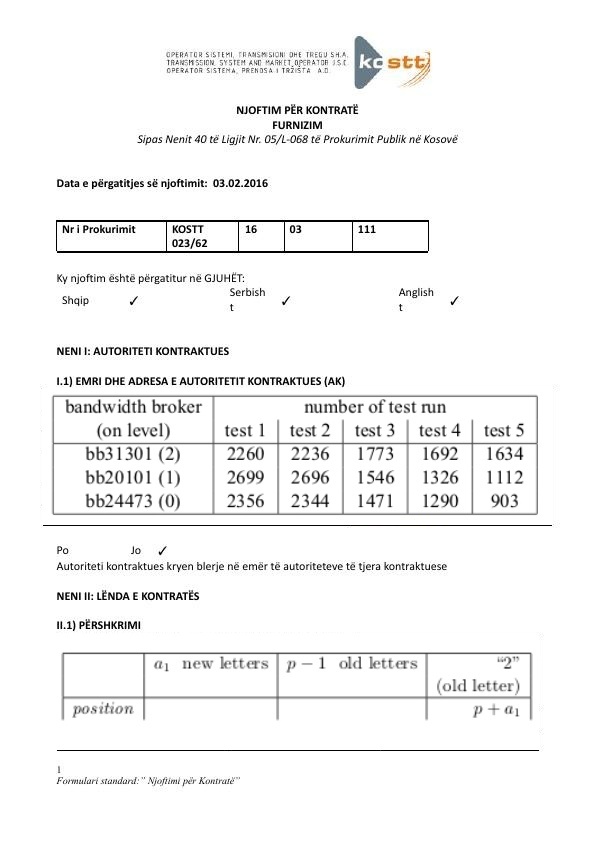 OPERATOR SISTEMI, TRANSMISIONI DHE TREGU SH.A.
TRANSMISSION, SYSTEM AND MARKET OPERATOR J.S.C.
OPERATOR SISTEMA, PRENOSA I TRŽIŠTA A.D.
kostt
NJOFTIM PËR KONTRATË
FURNIZIM
Sipas Nenit 40 të Ligjit Nr. 05/L-068 të Prokurimit Publik në Kosovë
Data e përgatitjes së njoftimit: 03.02.2016
Nr i Prokurimit KOSTT 023/62 16 03 111
Ky njoftim është përgatitur në GJUHËT:
Shqip ✓ Serbisht ✓ Anglisht ✓
NENI I: AUTORITETI KONTRAKTUES
I.1) EMRI DHE ADRESA E AUTORITETIT KONTRAKTUES (AK)
bandwidth broker number of test run
(on level) test 1 test 2 test 3 test 4 test 5
bb31301 (2) 2260 2236 1773 1692 1634
bb20101 (1) 2699 2696 1546 1326 1112
bb24473 (0) 2356 2344 1471 1290 903
Po Jo ✓
Autoriteti kontraktues kryen blerje në emër të autoriteteve të tjera kontraktuese
NENI II: LËNDA E KONTRATËS
II.1) PËRSHKRIMI
a₁ new letters p − 1 old letters “2”
(old letter)
position p + a₁
1
Formulari standard:” Njoftimi për Kontratë”